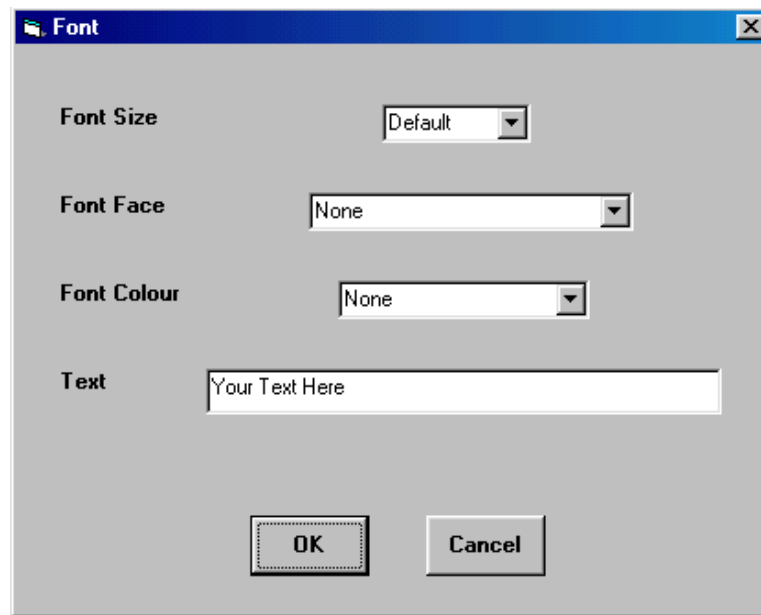 Font
Font Size Default
Font Face None
Font Colour None
Text Your Text Here
OK Cancel